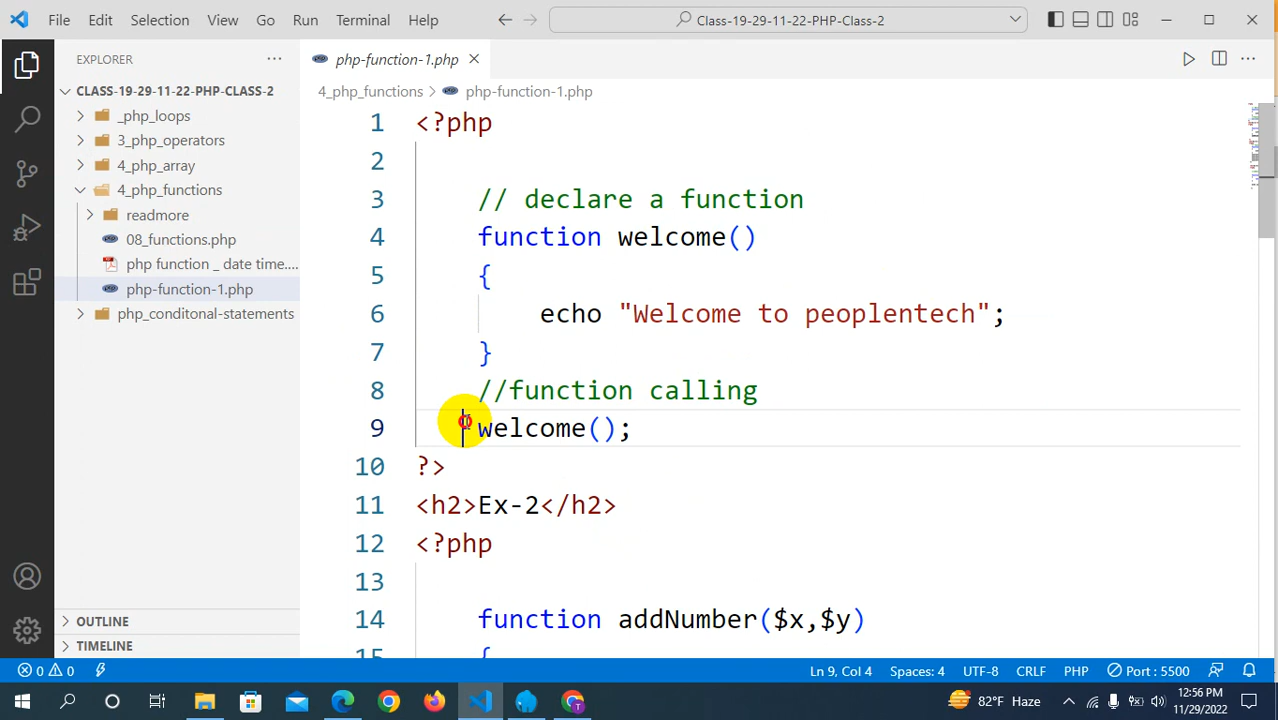 File Edit Selection View Go Run Terminal Help Class-19-29-11-22-PHP-Class-2
EXPLORER
CLASS-19-29-11-22-PHP-CLASS-2
_php_loops
3_php_operators
4_php_array
4_php_functions
readmore
08_functions.php
php function _ date time....
php-function-1.php
php_conditonal-statements
OUTLINE
TIMELINE
php-function-1.php
4_php_functions > php-function-1.php
1 <?php
2
3 // declare a function
4 function welcome()
5 {
6 echo "Welcome to peoplentech";
7 }
8 //function calling
9 welcome();
10 ?>
11 <h2>Ex-2</h2>
12 <?php
13
14 function addNumber($x,$y)
15 {
0 0 Ln 9, Col 4 Spaces: 4 UTF-8 CRLF PHP Port : 5500
82°F Haze 12:56 PM
11/29/2022